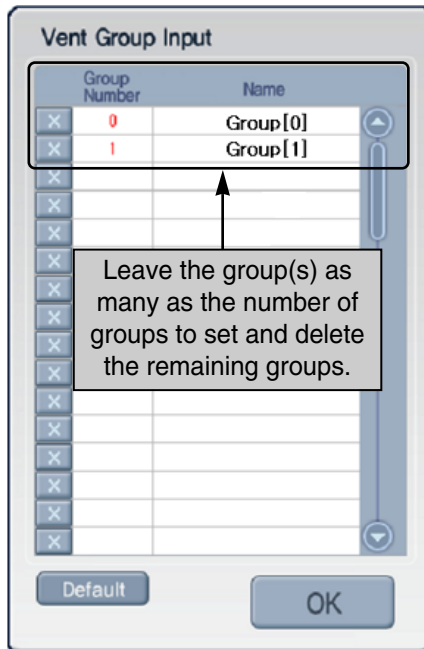 Vent Group Input
Group
Number
Name
X 0 Group[0]
X 1 Group[1]
X
X
X
X
X
X
X
X
X
X
X
X
X
X
Leave the group(s) as
many as the number of
groups to set and delete
the remaining groups.
Default
OK